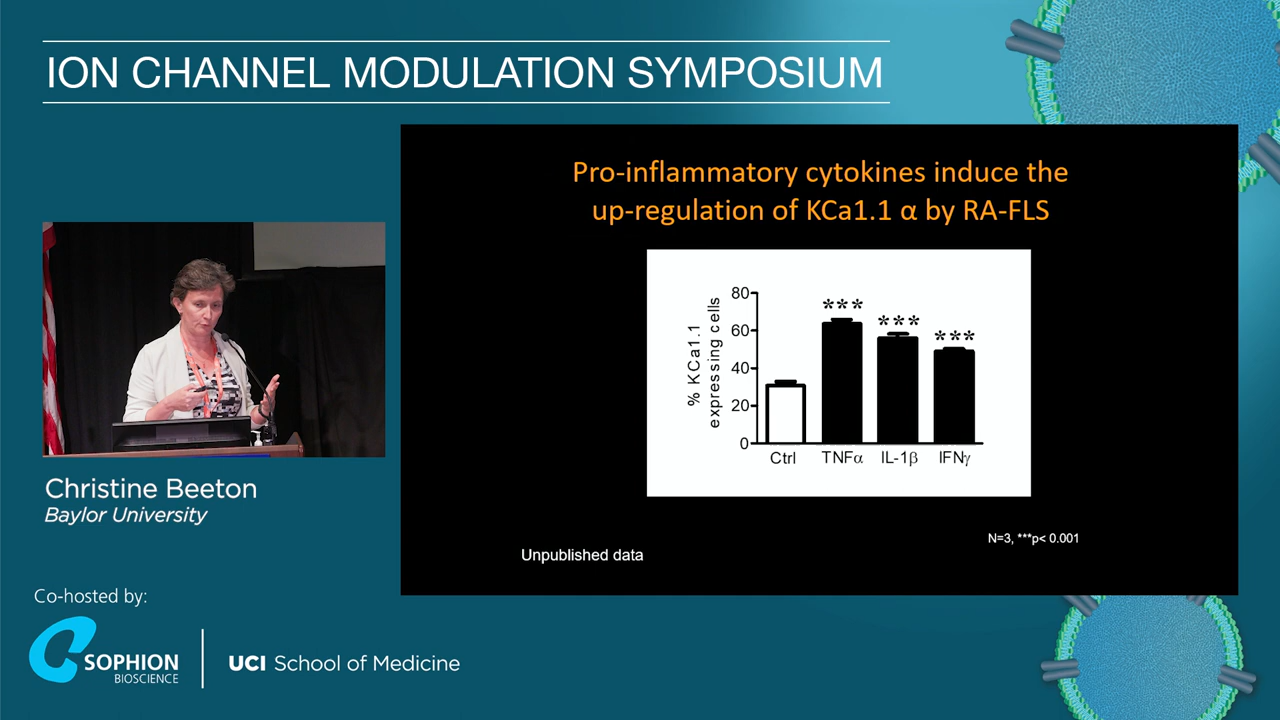 ION CHANNEL MODULATION SYMPOSIUM
Pro-inflammatory cytokines induce the
up-regulation of KCa1.1 α by RA-FLS
% KCa1.1
expressing cells
80
60
40
20
0
***
***
***
Ctrl
TNFα
IL-1β
IFNγ
N=3, ***p< 0.001
Unpublished data
Christine Beeton
Baylor University
Co-hosted by:
SOPHION
BIOSCIENCE
UCI School of Medicine